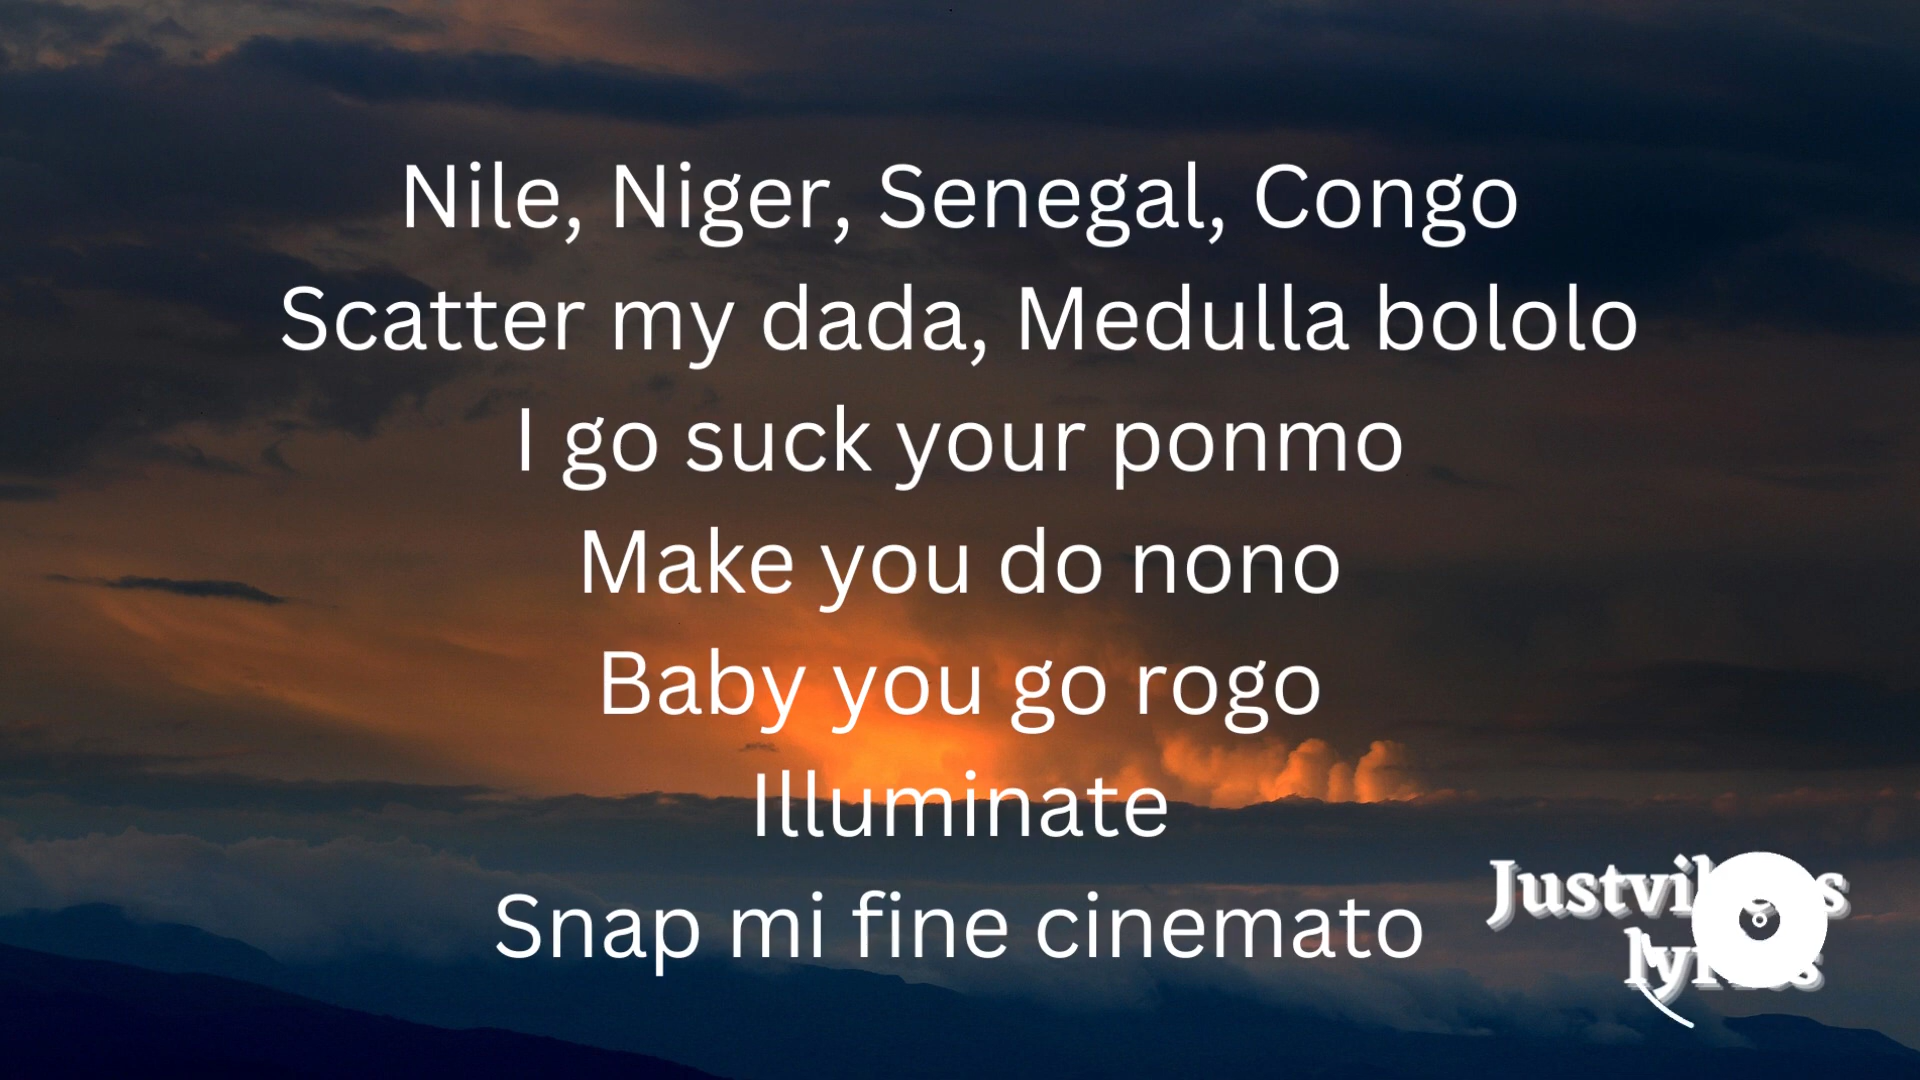 Nile, Niger, Senegal, Congo
Scatter my dada, Medulla bololo
I go suck your ponmo
Make you do nono
Baby you go rogo
Illuminate
Snap mi fine cinemato